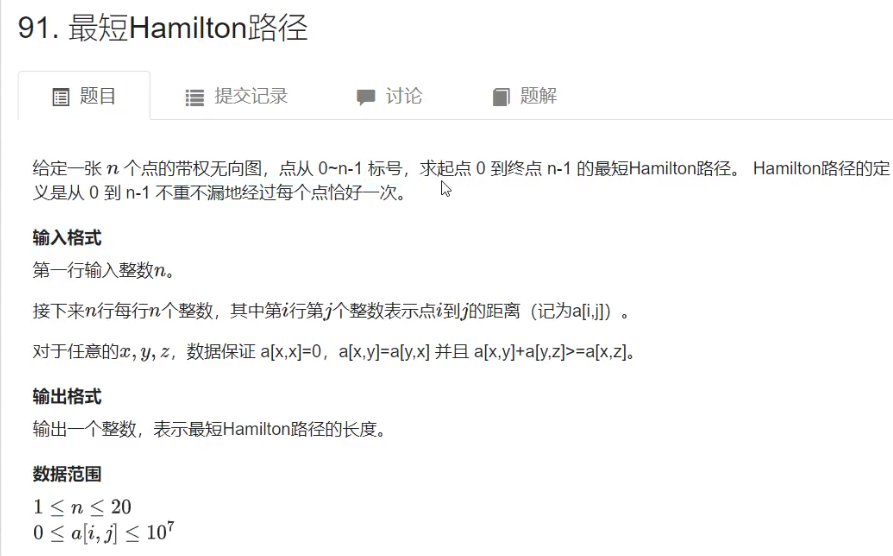 91. 最短Hamilton路径
题目 提交记录 讨论 题解
给定一张 n 个点的带权无向图，点从 0~n-1 标号，求起点 0 到终点 n-1 的最短Hamilton路径。 Hamilton路径的定
义是从 0 到 n-1 不重不漏地经过每个点恰好一次。
输入格式
第一行输入整数n。
接下来n行每行n个整数，其中第i行第j个整数表示点i到j的距离（记为a[i,j]）。
对于任意的x, y, z，数据保证 a[x,x]=0，a[x,y]=a[y,x] 并且 a[x,y]+a[y,z]>=a[x,z]。
输出格式
输出一个整数，表示最短Hamilton路径的长度。
数据范围
1 ≤ n ≤ 20
0 ≤ a[i, j] ≤ 10⁷